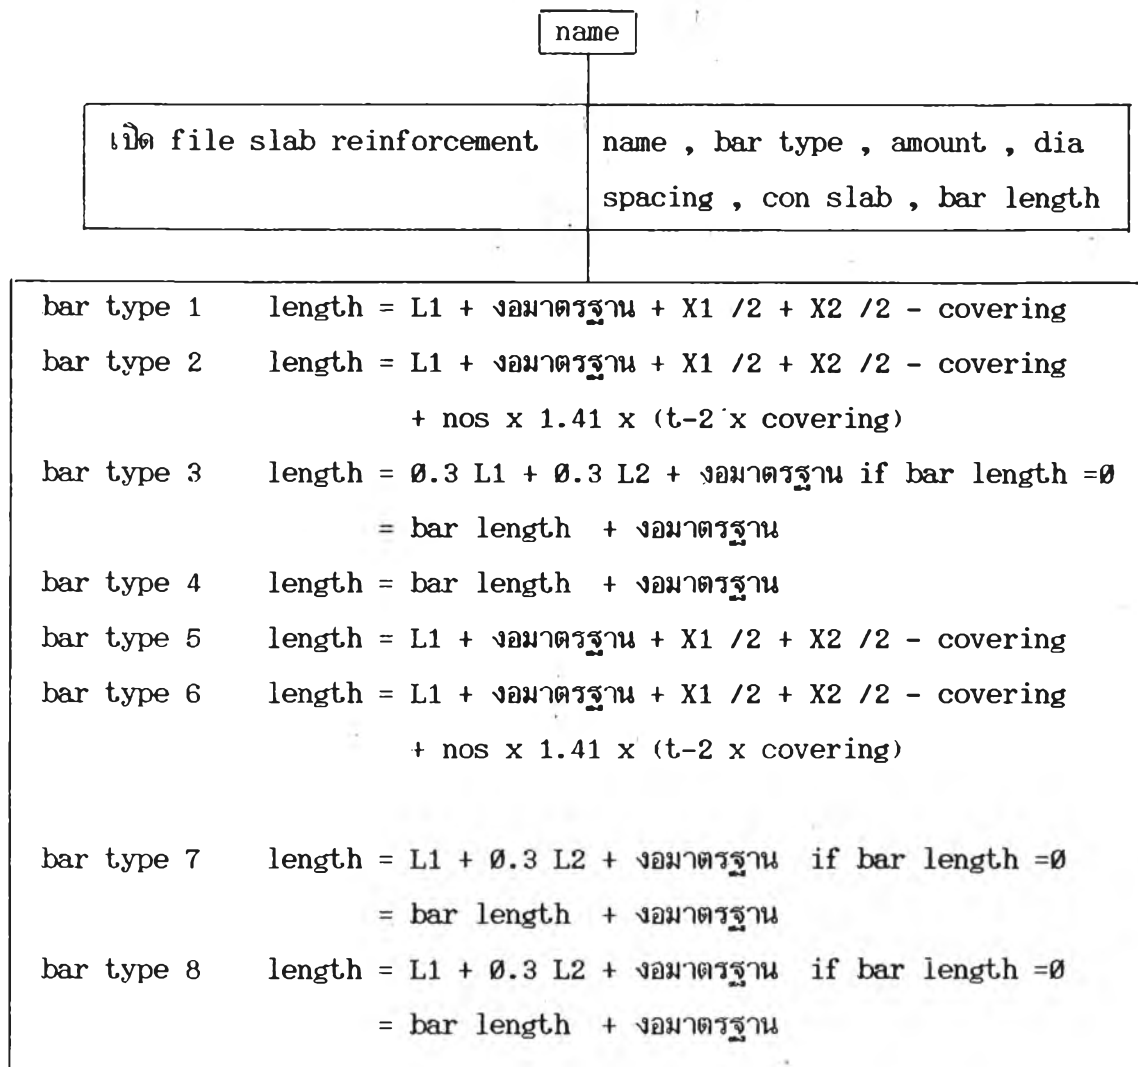 name
เปิด file slab reinforcement
name , bar type , amount , dia
spacing , con slab , bar length
bar type 1 length = L1 + งอมาตรฐาน + X1 /2 + X2 /2 - covering
bar type 2 length = L1 + งอมาตรฐาน + X1 /2 + X2 /2 - covering
+ nos x 1.41 x (t-2 x covering)
bar type 3 length = 0.3 L1 + 0.3 L2 + งอมาตรฐาน if bar length =0
= bar length + งอมาตรฐาน
bar type 4 length = bar length + งอมาตรฐาน
bar type 5 length = L1 + งอมาตรฐาน + X1 /2 + X2 /2 - covering
bar type 6 length = L1 + งอมาตรฐาน + X1 /2 + X2 /2 - covering
+ nos x 1.41 x (t-2 x covering)
bar type 7 length = L1 + 0.3 L2 + งอมาตรฐาน if bar length =0
= bar length + งอมาตรฐาน
bar type 8 length = L1 + 0.3 L2 + งอมาตรฐาน if bar length =0
= bar length + งอมาตรฐาน